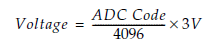 Voltage = ADC Code / 4096 × 3V